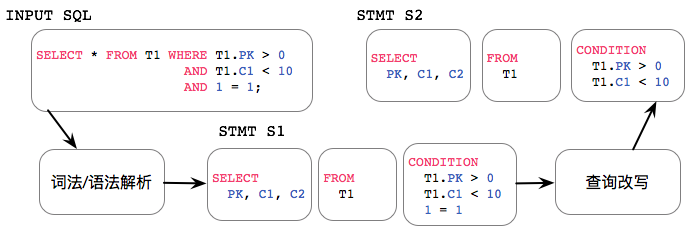 INPUT SQL
SELECT * FROM T1 WHERE T1.PK > 0
AND T1.C1 < 10
AND 1 = 1;
STMT S2
SELECT
PK, C1, C2
FROM
T1
CONDITION
T1.PK > 0
T1.C1 < 10
词法/语法解析
STMT S1
SELECT
PK, C1, C2
FROM
T1
CONDITION
T1.PK > 0
T1.C1 < 10
1 = 1
查询改写